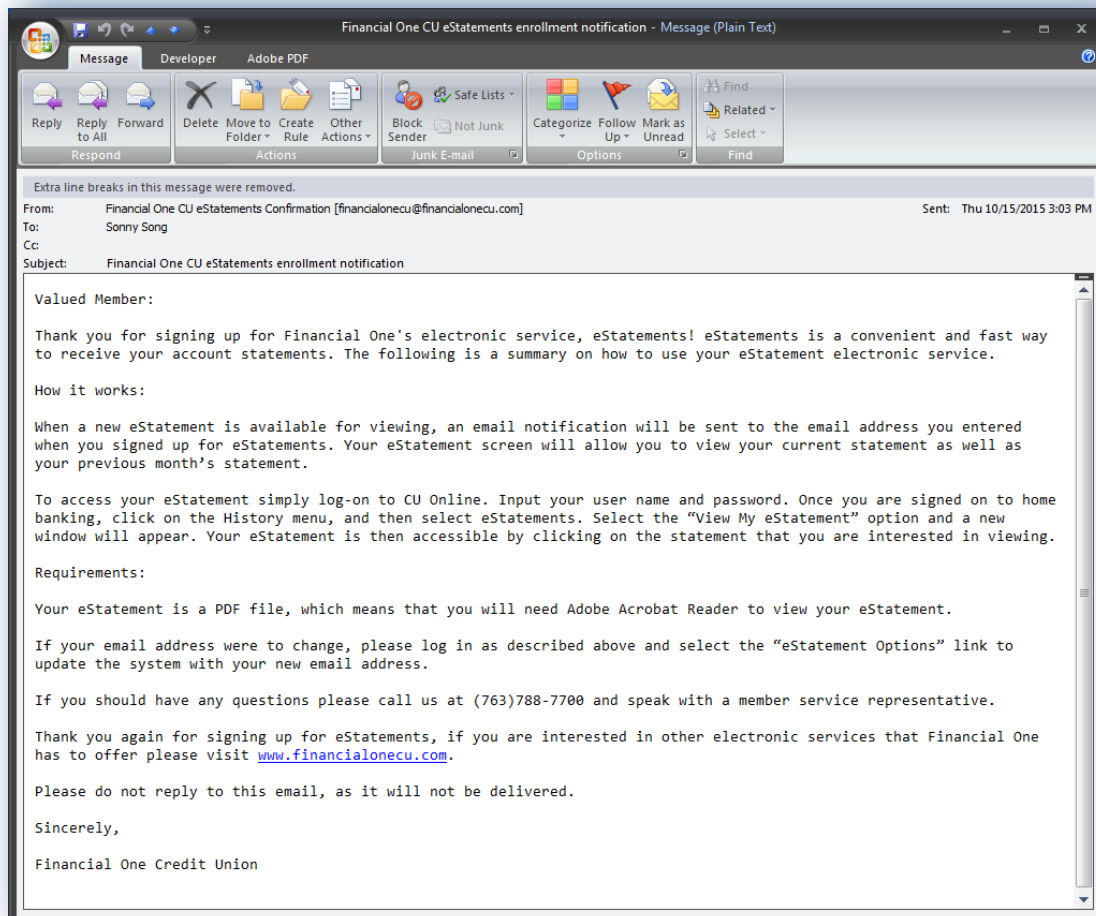 Financial One CU eStatements enrollment notification - Message (Plain Text)
Message Developer Adobe PDF
Reply
Reply to All
Forward
Respond
Delete
Move to Folder
Create Rule
Other Actions
Actions
Block Sender
Safe Lists
Not Junk
Junk E-mail
Categorize
Follow Up
Mark as Unread
Options
Find
Related
Select
Find
Extra line breaks in this message were removed.
From: Financial One CU eStatements Confirmation [financialonecu@financialonecu.com] Sent: Thu 10/15/2015 3:03 PM
To: Sonny Song
Cc:
Subject: Financial One CU eStatements enrollment notification
Valued Member:
Thank you for signing up for Financial One's electronic service, eStatements! eStatements is a convenient and fast way
to receive your account statements. The following is a summary on how to use your eStatement electronic service.
How it works:
When a new eStatement is available for viewing, an email notification will be sent to the email address you entered
when you signed up for eStatements. Your eStatement screen will allow you to view your current statement as well as
your previous month’s statement.
To access your eStatement simply log-on to CU Online. Input your user name and password. Once you are signed on to home
banking, click on the History menu, and then select eStatements. Select the “View My eStatement” option and a new
window will appear. Your eStatement is then accessible by clicking on the statement that you are interested in viewing.
Requirements:
Your eStatement is a PDF file, which means that you will need Adobe Acrobat Reader to view your eStatement.
If your email address were to change, please log in as described above and select the “eStatement Options” link to
update the system with your new email address.
If you should have any questions please call us at (763)788-7700 and speak with a member service representative.
Thank you again for signing up for eStatements, if you are interested in other electronic services that Financial One
has to offer please visit www.financialonecu.com.
Please do not reply to this email, as it will not be delivered.
Sincerely,
Financial One Credit Union